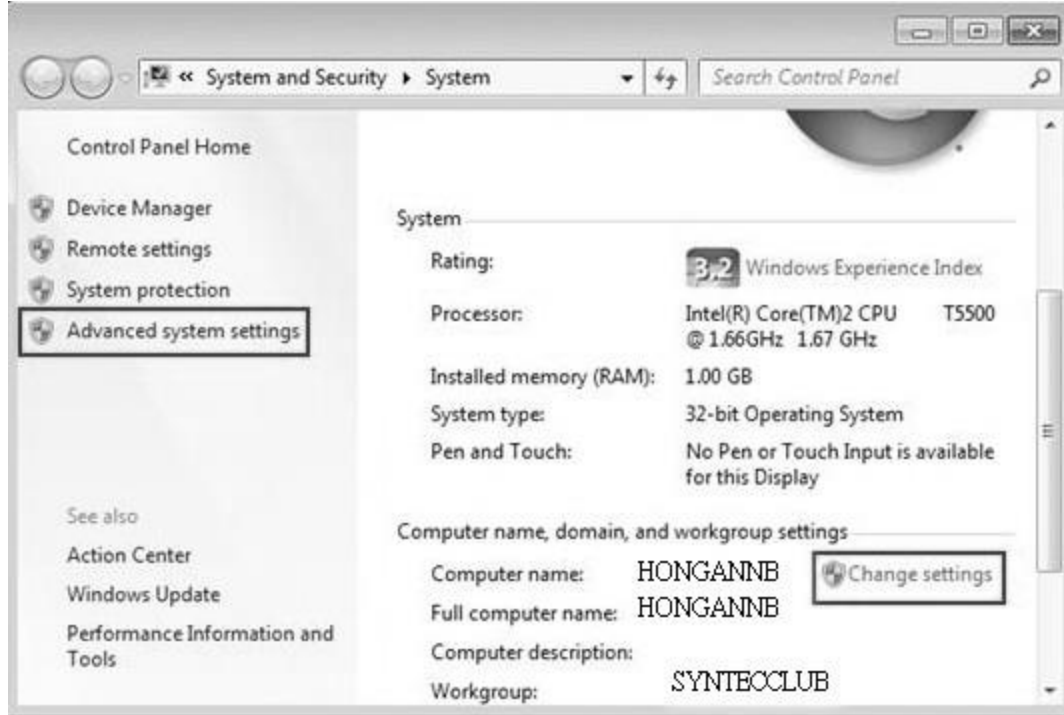 « System and Security ▸ System
Search Control Panel
Control Panel Home
Device Manager
Remote settings
System protection
Advanced system settings
See also
Action Center
Windows Update
Performance Information and
Tools
System
Rating: 3,2 Windows Experience Index
Processor: Intel(R) Core(TM)2 CPU T5500
@ 1.66GHz 1.67 GHz
Installed memory (RAM): 1.00 GB
System type: 32-bit Operating System
Pen and Touch: No Pen or Touch Input is available
for this Display
Computer name, domain, and workgroup settings
Computer name: HONGANNB Change settings
Full computer name: HONGANNB
Computer description:
Workgroup: SYNTECCLUB